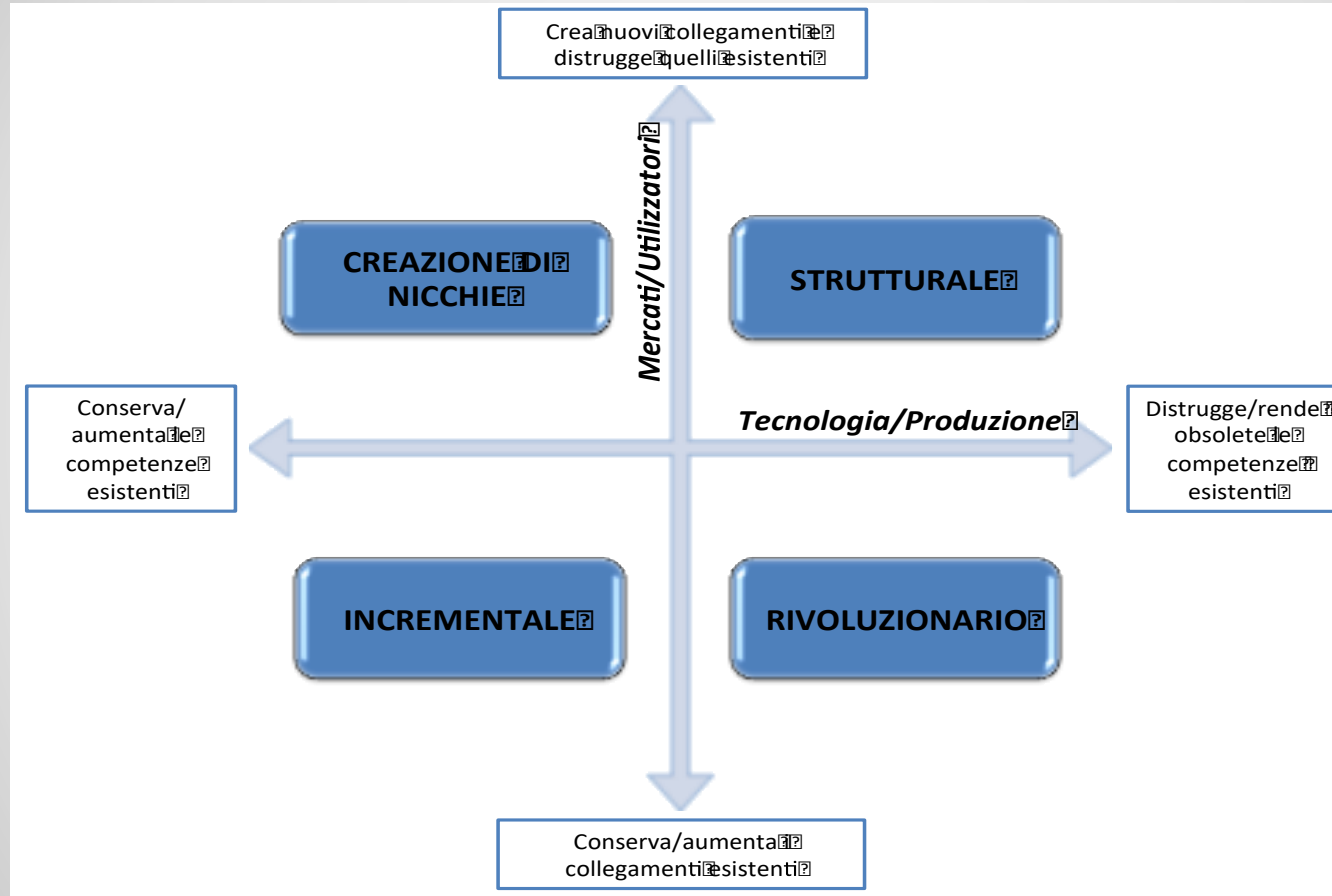 Crea⍰nuovi⍰collegamenti⍰e⍰
distrugge⍰quelli⍰esistenti⍰
Mercati/Utilizzatori⍰
CREAZIONE⍰DI⍰
NICCHIE⍰
STRUTTURALE⍰
Conserva/
aumenta⍰le⍰
competenze⍰
esistenti⍰
Tecnologia/Produzione⍰
Distrugge/rende⍰
obsolete⍰le⍰
competenze⍰⍰
esistenti⍰
INCREMENTALE⍰
RIVOLUZIONARIO⍰
Conserva/aumenta⍰i⍰
collegamenti⍰esistenti⍰